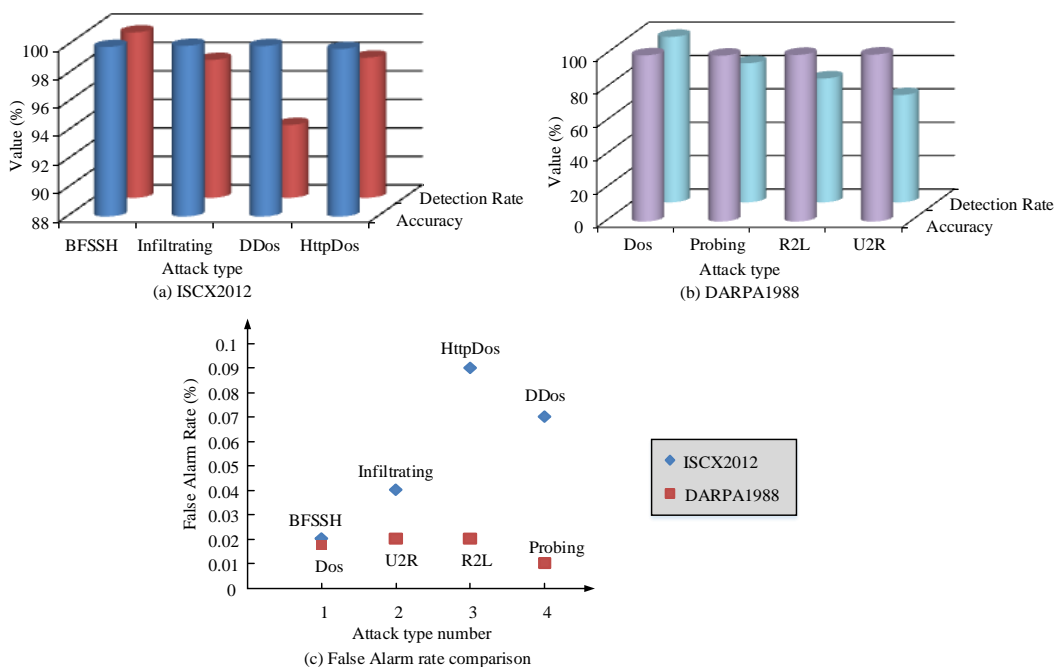 100
98
96
94
92
90
88
Value (%)
BFSSH
Infiltrating
DDos
HttpDos
Detection Rate
Accuracy
Attack type
(a) ISCX2012
100
80
60
40
20
0
Value (%)
Dos
Probing
R2L
U2R
Detection Rate
Accuracy
Attack type
(b) DARPA1988
0.1
0.09
0.08
0.07
0.06
0.05
0.04
0.03
0.02
0.01
0
False Alarm Rate (%)
HttpDos
DDos
Infiltrating
BFSSH
Dos
U2R
R2L
Probing
1
2
3
4
Attack type number
(c) False Alarm rate comparison
ISCX2012
DARPA1988